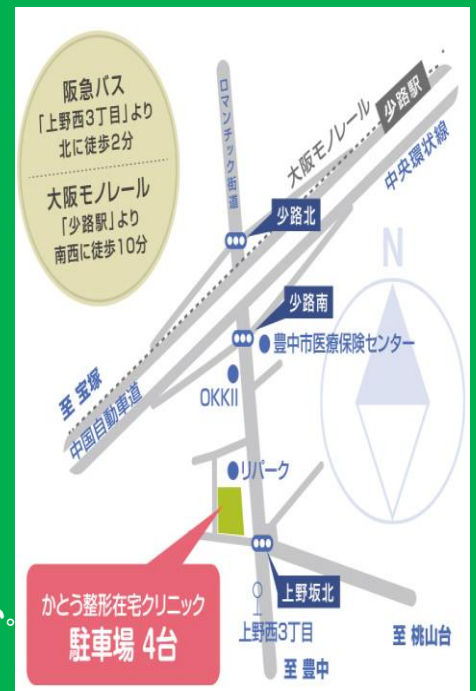 阪急バス
「上野西3丁目」より
北に徒歩2分
大阪モノレール
「少路駅」より
南西に徒歩10分
ロマンチック街道
大阪モノレール
少路駅
中央環状線
少路北
N
少路南
豊中市医療保険センター
至 宝塚
中国自動車道
OKKII
リパーク
かとう整形在宅クリニック
駐車場 4台
上野坂北
上野西3丁目
至 桃山台
至 豊中
。